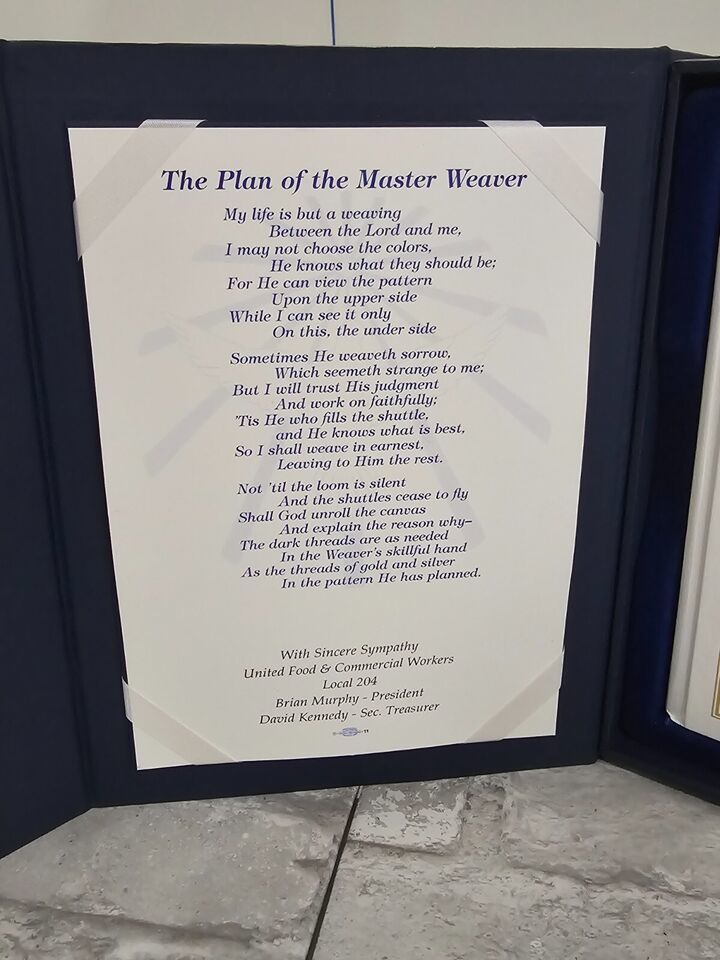 The Plan of the Master Weaver
My life is but a weaving
Between the Lord and me,
I may not choose the colors,
He knows what they should be;
For He can view the pattern
Upon the upper side
While I can see it only
On this, the under side
Sometimes He weaveth sorrow,
Which seemeth strange to me;
But I will trust His judgment
And work on faithfully;
'Tis He who fills the shuttle,
and He knows what is best,
So I shall weave in earnest,
Leaving to Him the rest.
Not 'til the loom is silent
And the shuttles cease to fly
Shall God unroll the canvas
And explain the reason why–
The dark threads are as needed
In the Weaver's skillful hand
As the threads of gold and silver
In the pattern He has planned.
With Sincere Sympathy
United Food & Commercial Workers
Local 204
Brian Murphy - President
David Kennedy - Sec. Treasurer